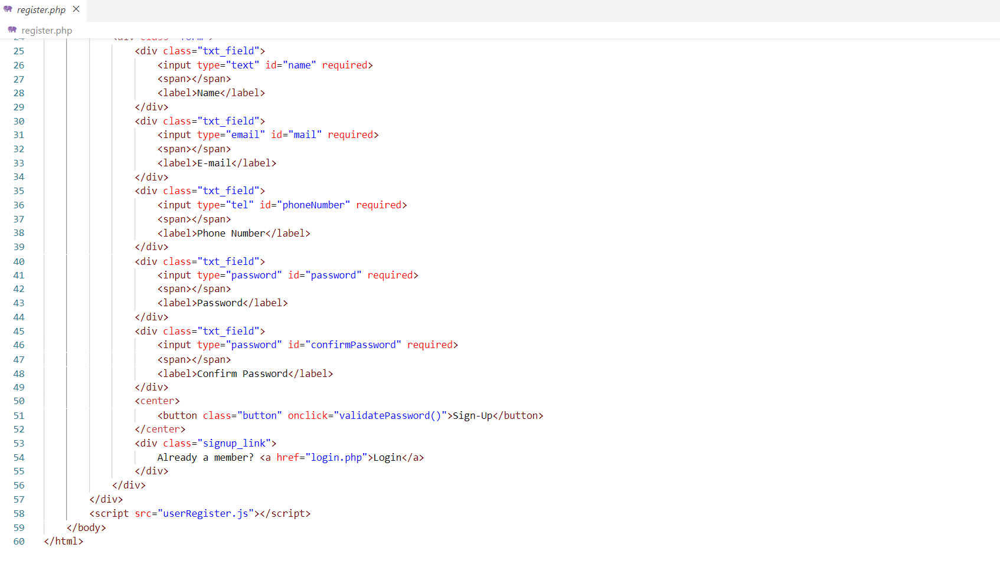 register.php ×
register.php
24 <div class="form">
25 <div class="txt_field">
26 <input type="text" id="name" required>
27 <span></span>
28 <label>Name</label>
29 </div>
30 <div class="txt_field">
31 <input type="email" id="mail" required>
32 <span></span>
33 <label>E-mail</label>
34 </div>
35 <div class="txt_field">
36 <input type="tel" id="phoneNumber" required>
37 <span></span>
38 <label>Phone Number</label>
39 </div>
40 <div class="txt_field">
41 <input type="password" id="password" required>
42 <span></span>
43 <label>Password</label>
44 </div>
45 <div class="txt_field">
46 <input type="password" id="confirmPassword" required>
47 <span></span>
48 <label>Confirm Password</label>
49 </div>
50 <center>
51 <button class="button" onclick="validatePassword()">Sign-Up</button>
52 </center>
53 <div class="signup_link">
54 Already a member? <a href="login.php">Login</a>
55 </div>
56 </div>
57 </div>
58 <script src="userRegister.js"></script>
59 </body>
60 </html>